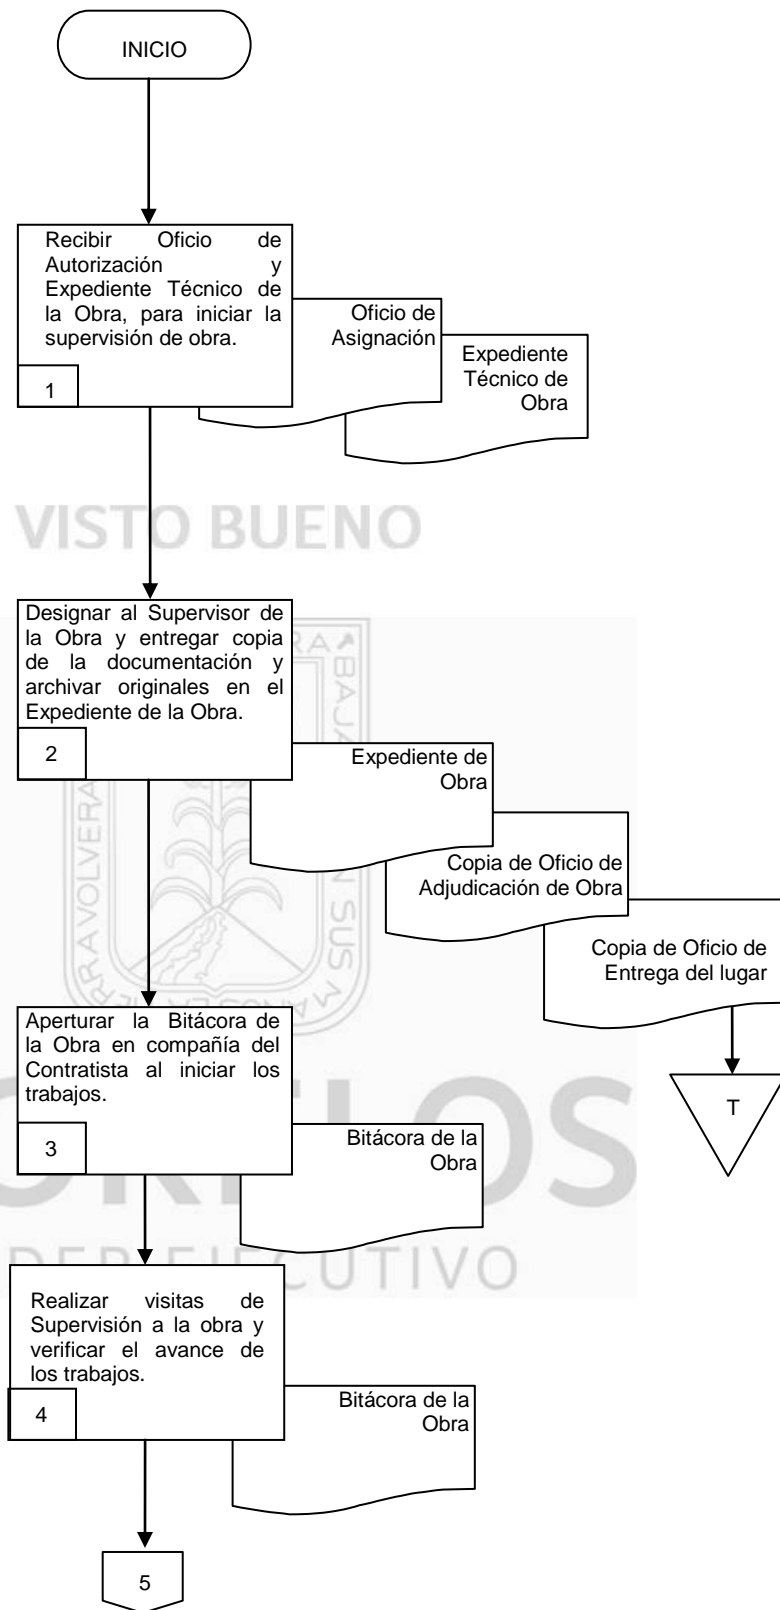 INICIO
Recibir Oficio de
Autorización y
Expediente Técnico de
la Obra, para iniciar la
supervisión de obra.
1
Oficio de
Asignación
Expediente
Técnico de
Obra
VISTO BUENO
Designar al Supervisor de
la Obra y entregar copia
de la documentación y
archivar originales en el
Expediente de la Obra.
2
Expediente de
Obra
Copia de Oficio de
Adjudicación de Obra
Copia de Oficio de
Entrega del lugar
T
Aperturar la Bitácora de
la Obra en compañía del
Contratista al iniciar los
trabajos.
3
Bitácora de la
Obra
Realizar visitas de
Supervisión a la obra y
verificar el avance de
los trabajos.
4
Bitácora de la
Obra
5